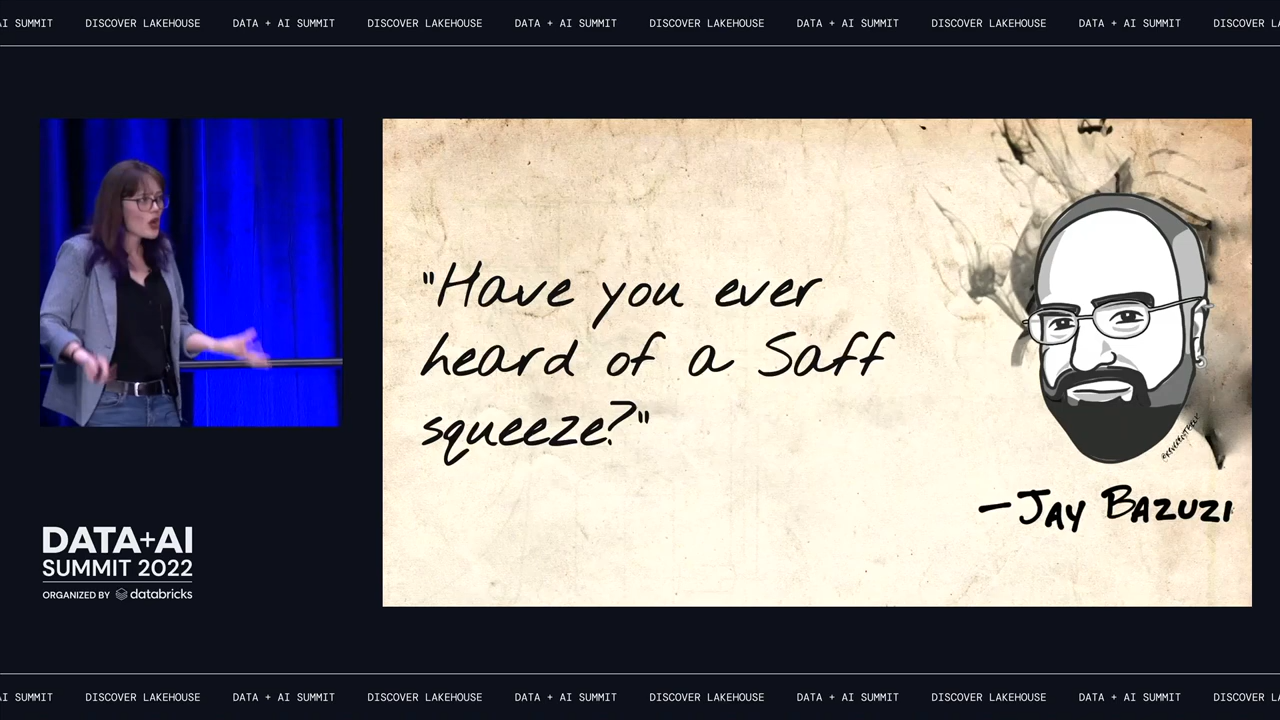 AI SUMMIT DISCOVER LAKEHOUSE DATA + AI SUMMIT DISCOVER LAKEHOUSE DATA + AI SUMMIT DISCOVER LAKEHOUSE DATA + AI SUMMIT DISCOVER LAKEHOUSE DATA + AI SUMMIT DISCOVER
"Have you ever
heard of a Saff
squeeze?"
—JAY BAZUZI
DATA+AI
SUMMIT 2022
ORGANIZED BY databricks
AI SUMMIT DISCOVER LAKEHOUSE DATA + AI SUMMIT DISCOVER LAKEHOUSE DATA + AI SUMMIT DISCOVER LAKEHOUSE DATA + AI SUMMIT DISCOVER LAKEHOUSE DATA + AI SUMMIT DISCOVER